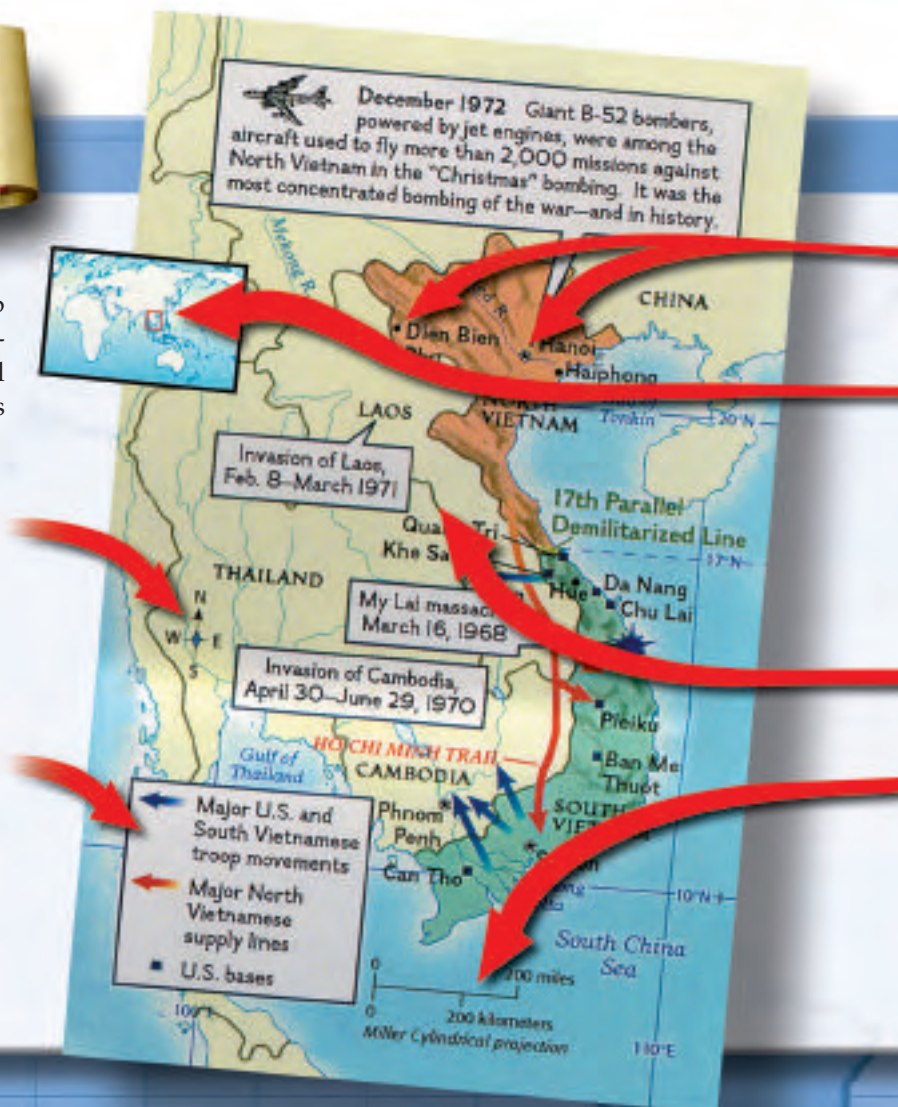 December 1972 Giant B-52 bombers,
powered by jet engines, were among the
aircraft used to fly more than 2,000 missions against
North Vietnam in the "Christmas" bombing. It was the
most concentrated bombing of the war—and in history.
Mekong R.
R.
CHINA
Dien Bien
Hanoi
Haiphong
NORTH
VIETNAM
Tonkin
20°N
LAOS
Invasion of Laos,
Feb. 8–March 1971
17th Parallel
Demilitarized Line
17°N
Tri
Khe
THAILAND
Hue
Da Nang
Chu Lai
N
W
E
S
My Lai
March 16, 1968
Invasion of Cambodia,
April 30–June 29, 1970
Pleiku
HO CHI MINH TRAIL
Gulf of
Thailand
CAMBODIA
Ban Me
Thuot
Phnom
Penh
SOUTH
Can Tho
10°N
South China
Sea
Major U.S. and
South Vietnamese
troop movements
Major North
Vietnamese
supply lines
U.S. bases
0
200 miles
0
200 kilometers
Miller Cylindrical projection
100°E
110°E